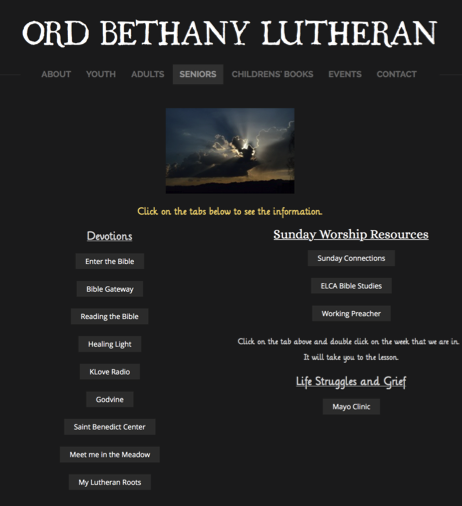 ORD BETHANY LUTHERAN
ABOUT YOUTH ADULTS SENIORS CHILDRENS' BOOKS EVENTS CONTACT
Click on the tabs below to see the information.
Devotions
Enter the Bible
Bible Gateway
Reading the Bible
Healing Light
KLove Radio
Godvine
Saint Benedict Center
Meet me in the Meadow
My Lutheran Roots
Sunday Worship Resources
Sunday Connections
ELCA Bible Studies
Working Preacher
Click on the tab above and double click on the week that we are in.
It will take you to the lesson.
Life Struggles and Grief
Mayo Clinic